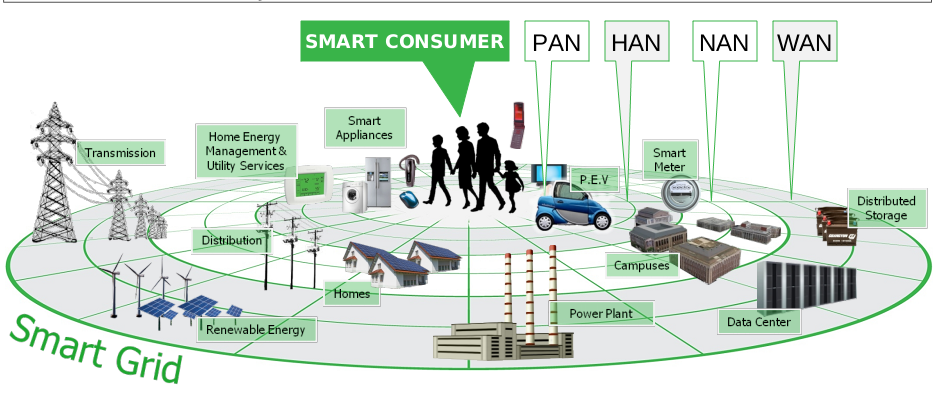 SMART CONSUMER
PAN
HAN
NAN
WAN
Smart
Appliances
Home Energy
Management &
Utility Services
Transmission
Smart
Meter
P.E.V
Distributed
Storage
Distribution
Campuses
Homes
Power Plant
Data Center
Renewable Energy
Smart Grid